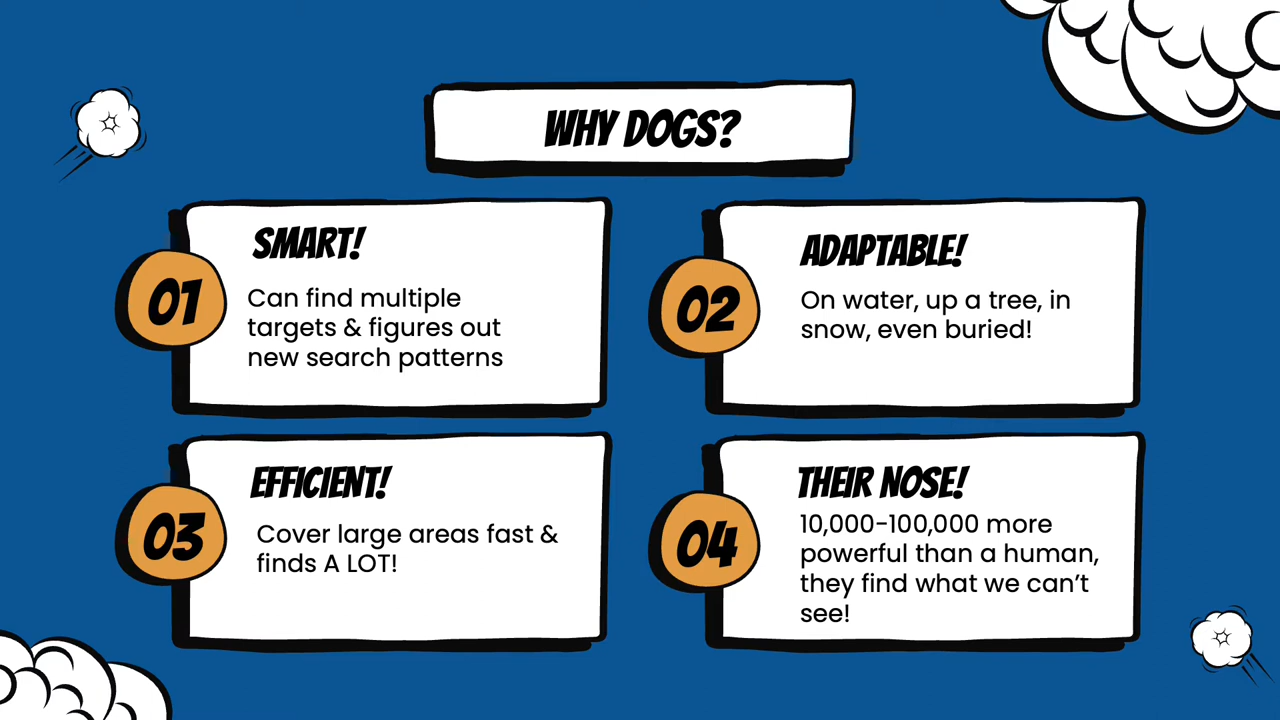 WHY DOGS?
01
SMART!
Can find multiple
targets & figures out
new search patterns
02
ADAPTABLE!
On water, up a tree, in
snow, even buried!
03
EFFICIENT!
Cover large areas fast &
finds A LOT!
04
THEIR NOSE!
10,000-100,000 more
powerful than a human,
they find what we can’t
see!